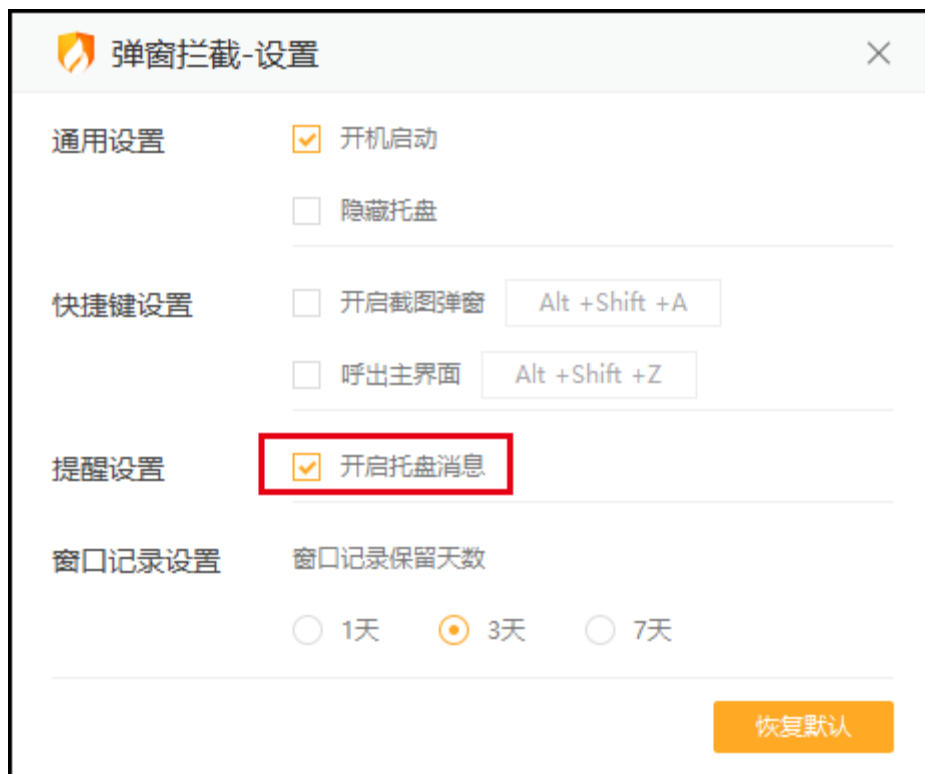 弹窗拦截-设置
通用设置
开机启动
隐藏托盘
快捷键设置
开启截图弹窗
Alt +Shift +A
呼出主界面
Alt +Shift +Z
提醒设置
开启托盘消息
窗口记录设置
窗口记录保留天数
1天 3天 7天
恢复默认